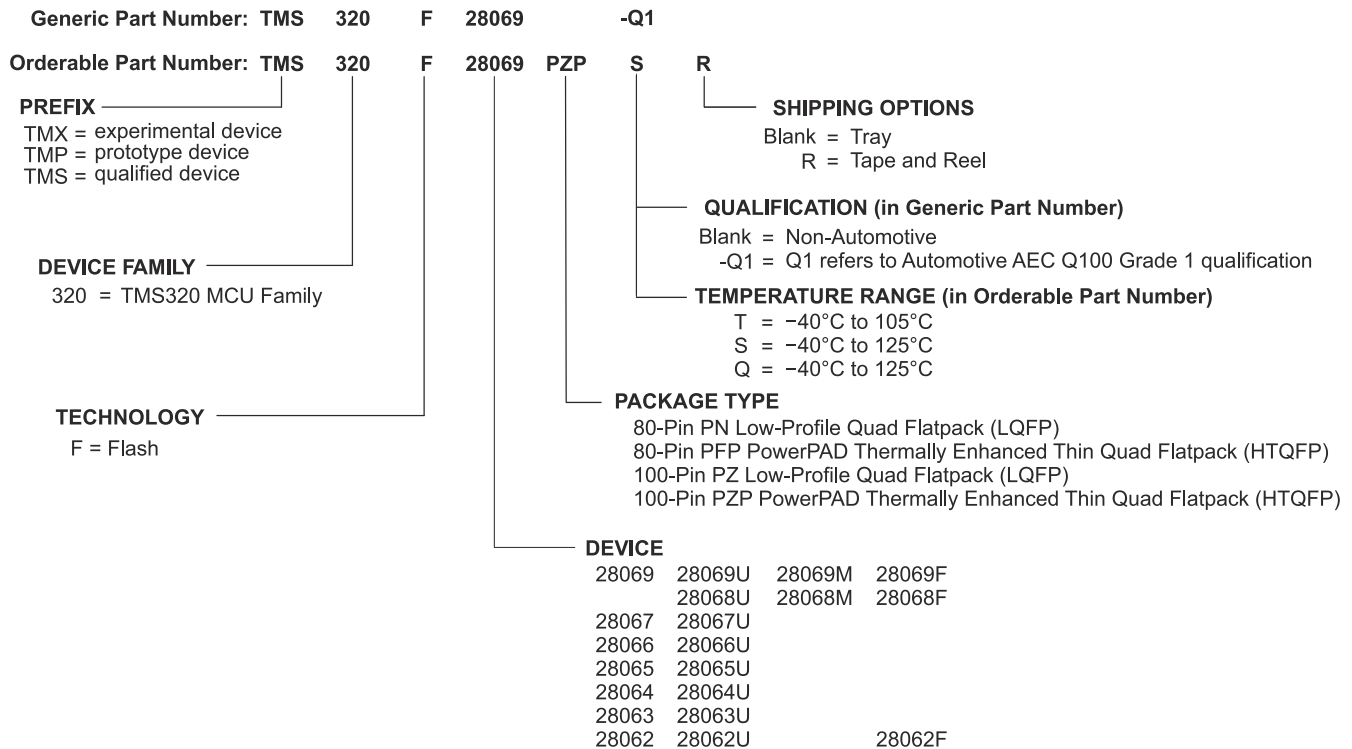 Generic Part Number: TMS 320 F 28069 -Q1
Orderable Part Number: TMS 320 F 28069 PZP S R
PREFIX
TMX = experimental device
TMP = prototype device
TMS = qualified device
SHIPPING OPTIONS
Blank = Tray
R = Tape and Reel
QUALIFICATION (in Generic Part Number)
Blank = Non-Automotive
-Q1 = Q1 refers to Automotive AEC Q100 Grade 1 qualification
DEVICE FAMILY
320 = TMS320 MCU Family
TEMPERATURE RANGE (in Orderable Part Number)
T = −40°C to 105°C
S = −40°C to 125°C
Q = −40°C to 125°C
TECHNOLOGY
F = Flash
PACKAGE TYPE
80-Pin PN Low-Profile Quad Flatpack (LQFP)
80-Pin PFP PowerPAD Thermally Enhanced Thin Quad Flatpack (HTQFP)
100-Pin PZ Low-Profile Quad Flatpack (LQFP)
100-Pin PZP PowerPAD Thermally Enhanced Thin Quad Flatpack (HTQFP)
DEVICE
28069 28069U 28069M 28069F
28068U 28068M 28068F
28067 28067U
28066 28066U
28065 28065U
28064 28064U
28063 28063U
28062 28062U 28062F